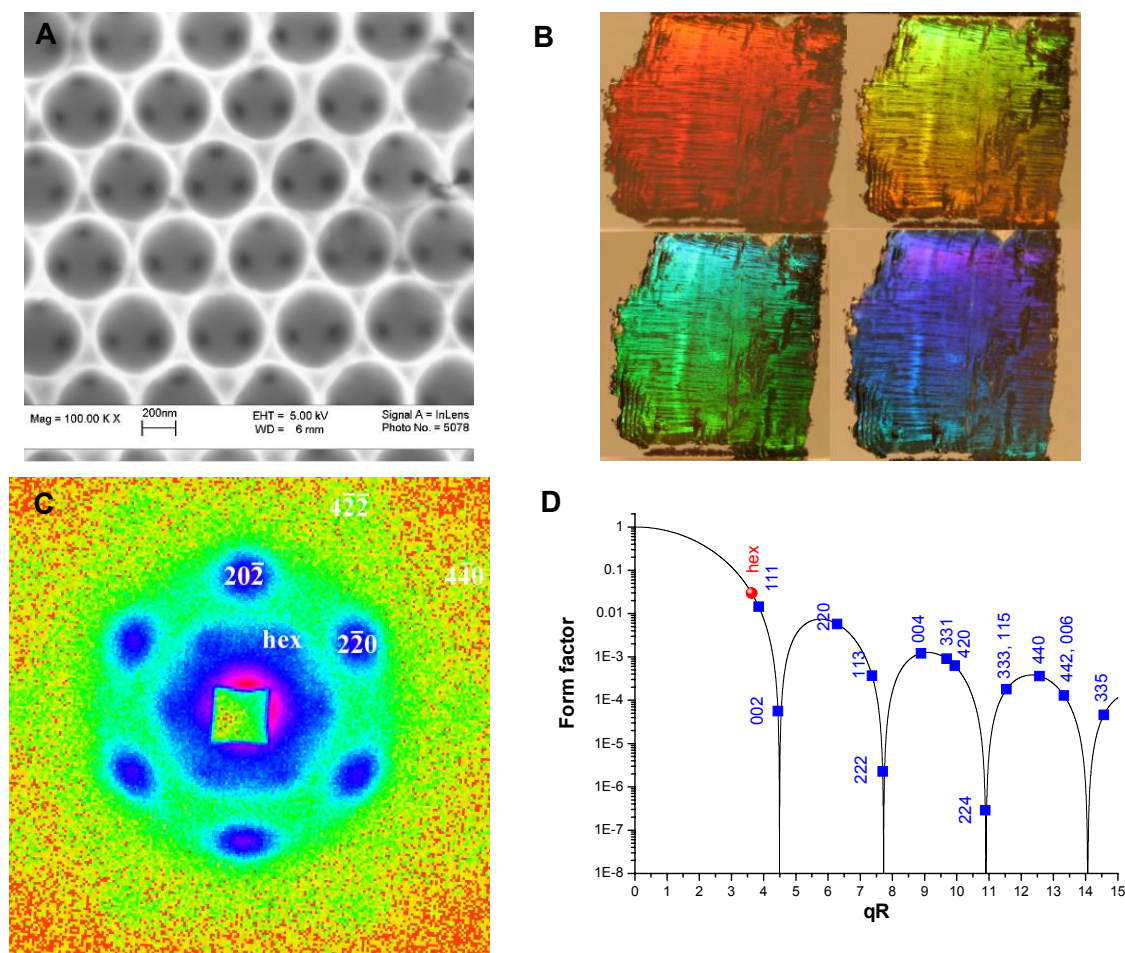 A
B
Mag = 100.00 K X
200nm
EHT = 5.00 kV
WD = 6 mm
Signal A = InLens
Photo No. = 5078
C
42̅2̅
202̅
44̅0
hex
22̅0
D
Form factor
1
0.1
0.01
1E-3
1E-4
1E-5
1E-6
1E-7
1E-8
hex
111
002
220
113
222
004
331
420
224
333, 115
440
442, 006
335
0 1 2 3 4 5 6 7 8 9 10 11 12 13 14 15
qR